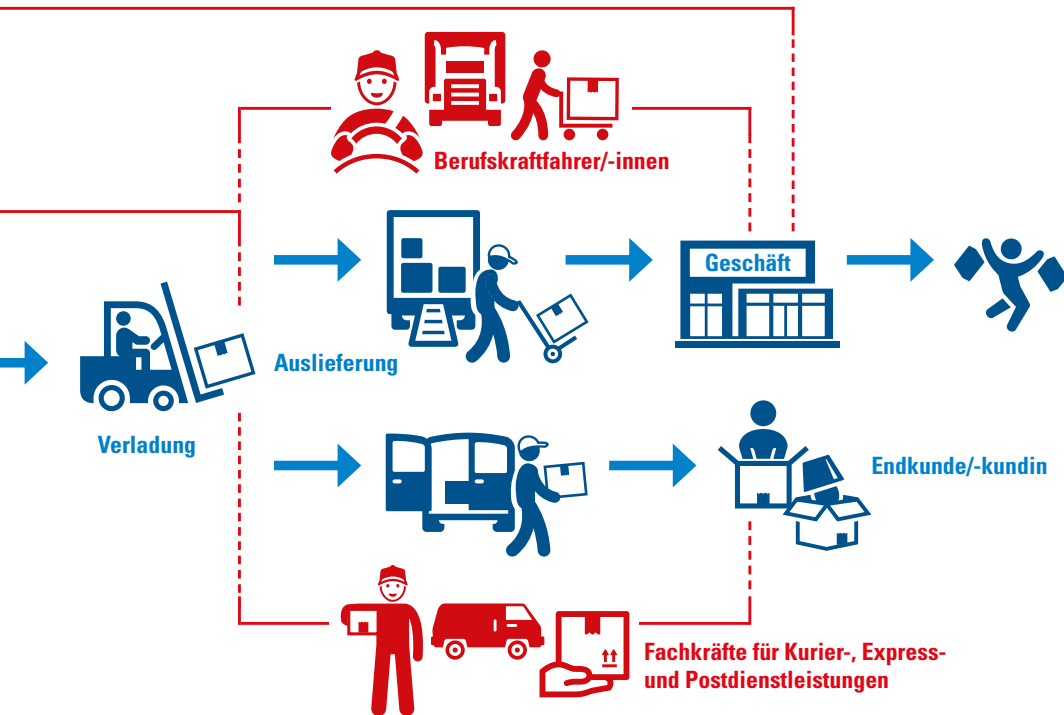 Berufskraftfahrer/-innen
Geschäft
Auslieferung
Verladung
Endkunde/-kundin
Fachkräfte für Kurier-, Express-
und Postdienstleistungen